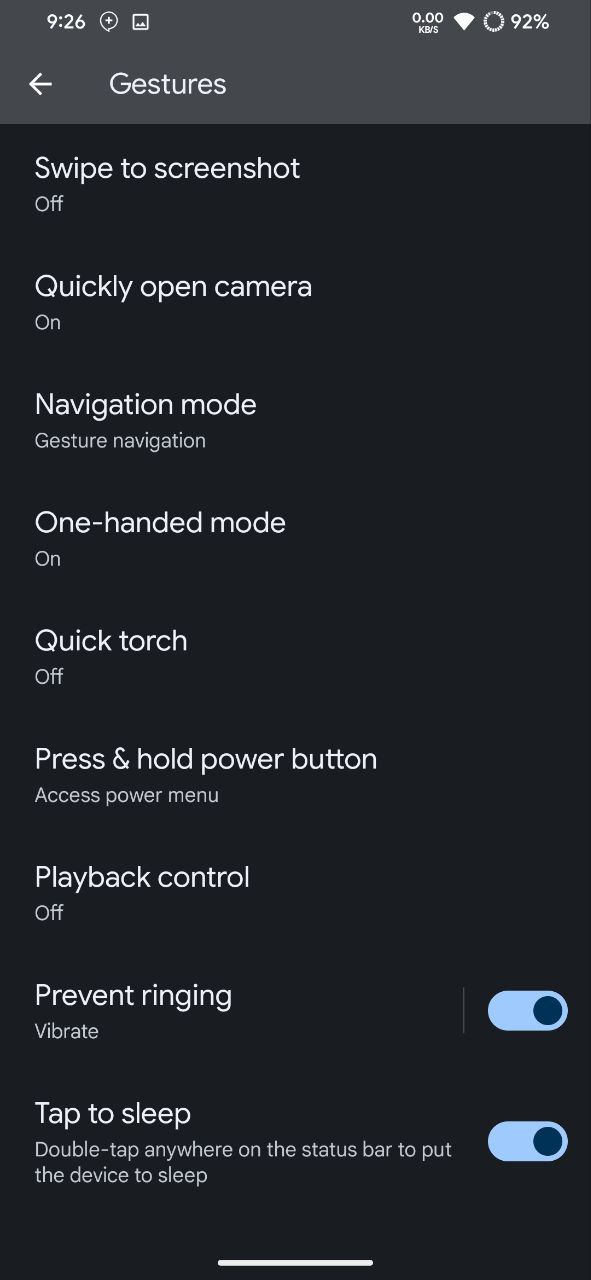 9:26
0.00
KB/S
92%
Gestures
Swipe to screenshot
Off
Quickly open camera
On
Navigation mode
Gesture navigation
One-handed mode
On
Quick torch
Off
Press & hold power button
Access power menu
Playback control
Off
Prevent ringing
Vibrate
Tap to sleep
Double-tap anywhere on the status bar to put
the device to sleep